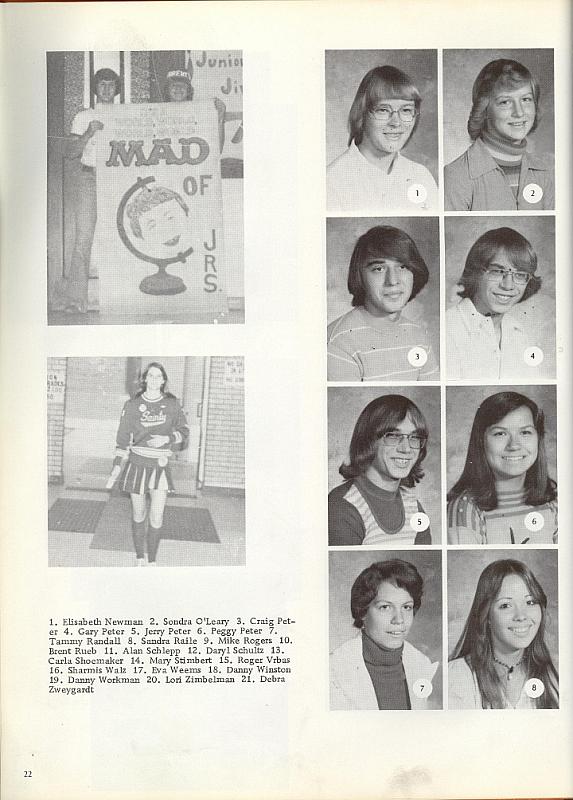 Junior
Ji
BRENT
MAD
OF
JRS.
Saints
1
2
3
4
5
6
7
8
1. Elisabeth Newman 2. Sondra O'Leary 3. Craig Pet-
er 4. Gary Peter 5. Jerry Peter 6. Peggy Peter 7.
Tammy Randall 8. Sandra Raile 9. Mike Rogers 10.
Brent Rueb 11. Alan Schlepp 12. Daryl Schultz 13.
Carla Shoemaker 14. Mary Stimbert 15. Roger Vrbas
16. Sharmis Walz 17. Eva Weems 18. Danny Winston
19. Danny Workman 20. Lori Zimbelman 21. Debra
Zweygardt
22